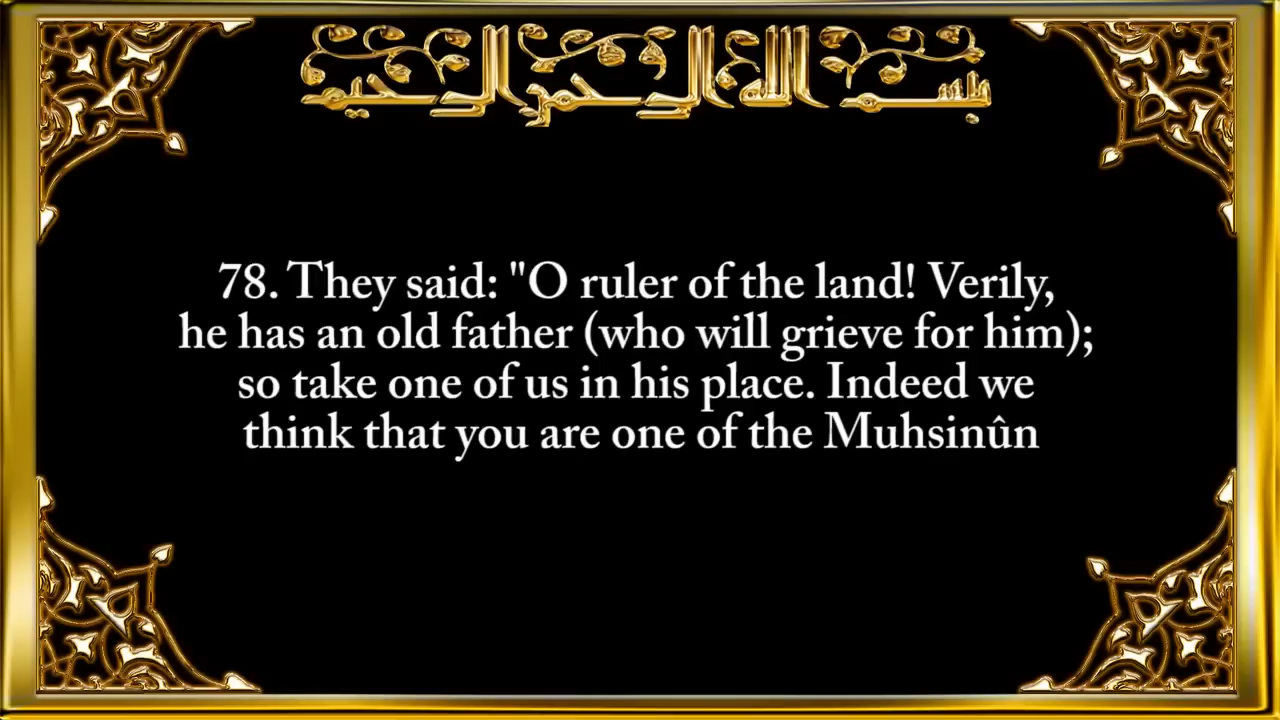 بسم الله الرحمن الرحيم
78. They said: "O ruler of the land! Verily,
he has an old father (who will grieve for him);
so take one of us in his place. Indeed we
think that you are one of the Muhsinûn